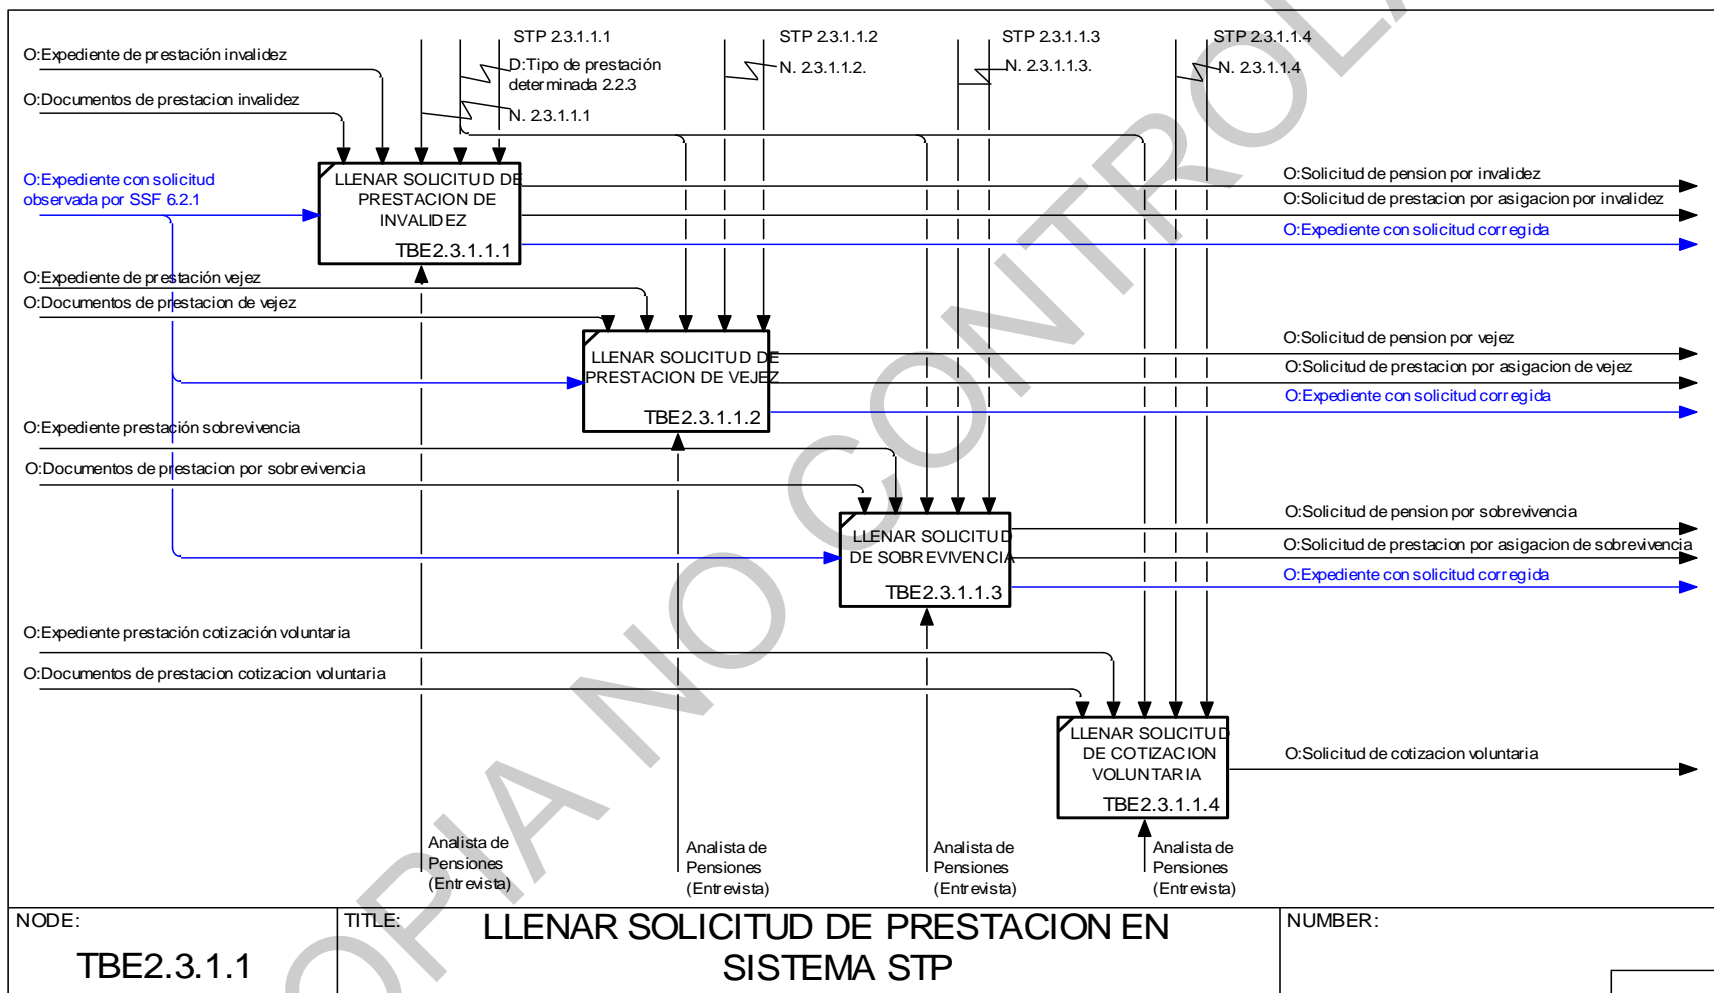 STP 2.3.1.1.1
STP 2.3.1.1.2
STP 2.3.1.1.3
STP 2.3.1.1.4
O:Expediente de prestación invalidez
D:Tipo de prestación
determinada 2.2.3
N. 2.3.1.1.2.
N. 2.3.1.1.3.
N. 2.3.1.1.4
O:Documentos de prestacion invalidez
N. 2.3.1.1.1
O:Expediente con solicitud
observada por SSF 6.2.1
LLENAR SOLICITUD DE
PRESTACION DE
INVALIDEZ
TBE2.3.1.1.1
O:Solicitud de pension por invalidez
O:Solicitud de prestacion por asigacion por invalidez
O:Expediente con solicitud corregida
O:Expediente de prestación vejez
O:Documentos de prestacion de vejez
LLENAR SOLICITUD DE
PRESTACION DE VEJEZ
TBE2.3.1.1.2
O:Solicitud de pension por vejez
O:Solicitud de prestacion por asigacion de vejez
O:Expediente con solicitud corregida
O:Expediente prestación sobrevivencia
O:Documentos de prestacion por sobrevivencia
LLENAR SOLICITUD
DE SOBREVIVENCIA
TBE2.3.1.1.3
O:Solicitud de pension por sobrevivencia
O:Solicitud de prestacion por asigacion de sobrevivencia
O:Expediente con solicitud corregida
O:Expediente prestación cotización voluntaria
O:Documentos de prestacion cotizacion voluntaria
LLENAR SOLICITUD
DE COTIZACION
VOLUNTARIA
TBE2.3.1.1.4
O:Solicitud de cotizacion voluntaria
Analista de
Pensiones
(Entrevista)
Analista de
Pensiones
(Entrevista)
Analista de
Pensiones
(Entrevista)
Analista de
Pensiones
(Entrevista)
NODE:
TBE2.3.1.1
TITLE:
LLENAR SOLICITUD DE PRESTACION EN
SISTEMA STP
NUMBER:
OPIA NO CONTROLA